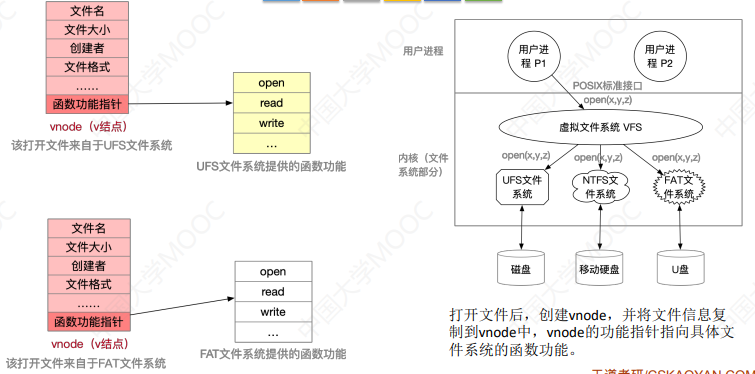 文件名
文件大小
创建者
文件格式
……
函数功能指针
vnode（v结点）
该打开文件来自于UFS文件系统
open
read
write
...
UFS文件系统提供的函数功能
文件名
文件大小
创建者
文件格式
……
函数功能指针
vnode（v结点）
该打开文件来自于FAT文件系统
open
read
write
...
FAT文件系统提供的函数功能
用户进程
用户进
程 P1
用户进
程 P2
POSIX标准接口
open(x,y,z)
虚拟文件系统 VFS
内核（文件
系统部分）
open(x,y,z)
open(x,y,z)
open(x,y,z)
UFS文件
系统
NTFS文
件系统
FAT文
件系统
磁盘
移动硬盘
U盘
打开文件后，创建vnode，并将文件信息复
制到vnode中，vnode的功能指针指向具体文
件系统的函数功能。
王道考研/CSKAOYAN.COM
中国大学MOOC